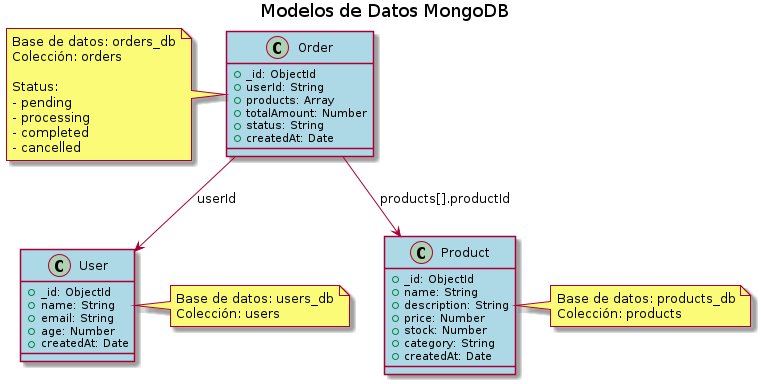 Modelos de Datos MongoDB
Base de datos: orders_db
Colección: orders
Status:
- pending
- processing
- completed
- cancelled
C Order
_id: ObjectId
userId: String
products: Array
totalAmount: Number
status: String
createdAt: Date
userId
products[].productId
C User
_id: ObjectId
name: String
email: String
age: Number
createdAt: Date
Base de datos: users_db
Colección: users
C Product
_id: ObjectId
name: String
description: String
price: Number
stock: Number
category: String
createdAt: Date
Base de datos: products_db
Colección: products